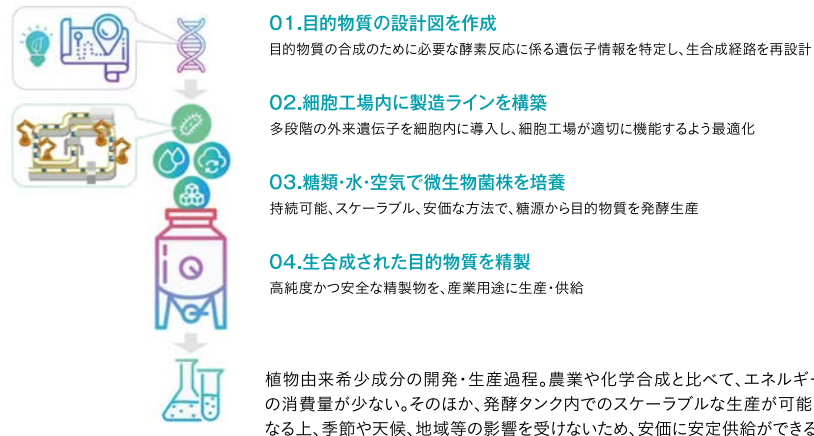 01.目的物質の設計図を作成
目的物質の合成のために必要な酵素反応に係る遺伝子情報を特定し、生合成経路を再設計
02.細胞工場内に製造ラインを構築
多段階の外来遺伝子を細胞内に導入し、細胞工場が適切に機能するよう最適化
03.糖類・水・空気で微生物菌株を培養
持続可能、スケーラブル、安価な方法で、糖源から目的物質を発酵生産
04.生合成された目的物質を精製
高純度かつ安全な精製物を、産業用途に生産・供給
植物由来希少成分の開発・生産過程。農業や化学合成と比べて、エネルギー
の消費量が少ない。そのほか、発酵タンク内でのスケーラブルな生産が可能
なる上、季節や天候、地域等の影響を受けないため、安価に安定供給ができる